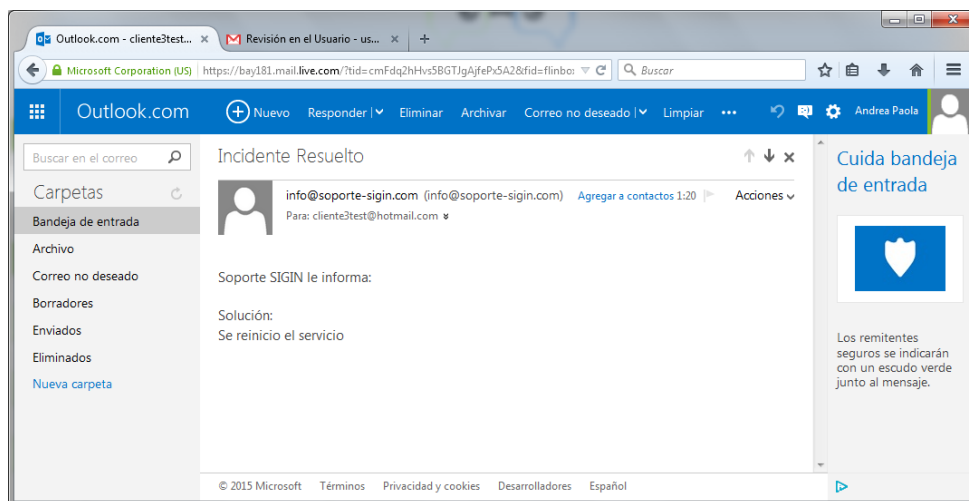 Outlook.com - cliente3test... ×
Revisión en el Usuario - us... ×
Microsoft Corporation (US) https://bay181.mail.live.com/?tid=cmFdq2hHvs5BGTJgAjfePx5A2&fid=flinbo:
Buscar
Outlook.com
Nuevo Responder Eliminar Archivar Correo no deseado Limpiar ••• Andrea Paola
Buscar en el correo
Carpetas
Bandeja de entrada
Archivo
Correo no deseado
Borradores
Enviados
Eliminados
Nueva carpeta
Incidente Resuelto
info@soporte-sigin.com (info@soporte-sigin.com) Agregar a contactos 1:20 Acciones
Para: cliente3test@hotmail.com
Soporte SIGIN le informa:
Solución:
Se reinicio el servicio
Cuida bandeja
de entrada
Los remitentes
seguros se indicarán
con un escudo verde
junto al mensaje.
© 2015 Microsoft Términos Privacidad y cookies Desarrolladores Español